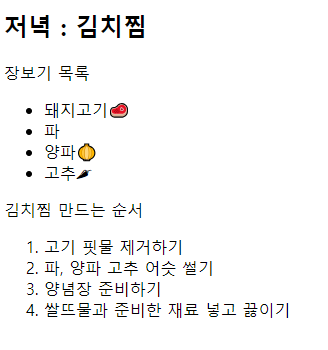 저녁 : 김치찜
장보기 목록
• 돼지고기🥩
• 파
• 양파🧅
• 고추🌶
김치찜 만드는 순서
1. 고기 핏물 제거하기
2. 파, 양파 고추 어슷 썰기
3. 양념장 준비하기
4. 쌀뜨물과 준비한 재료 넣고 끓이기